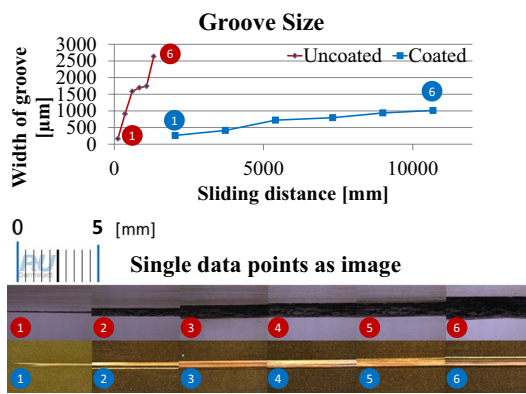 Groove Size
Width of groove
[µm]
3000
2500
2000
1500
1000
500
0
Uncoated
Coated
6
1
1
6
0
5000
10000
Sliding distance [mm]
0 5 [mm]
Single data points as image
1 2 3 4 5 6
1 2 3 4 5 6